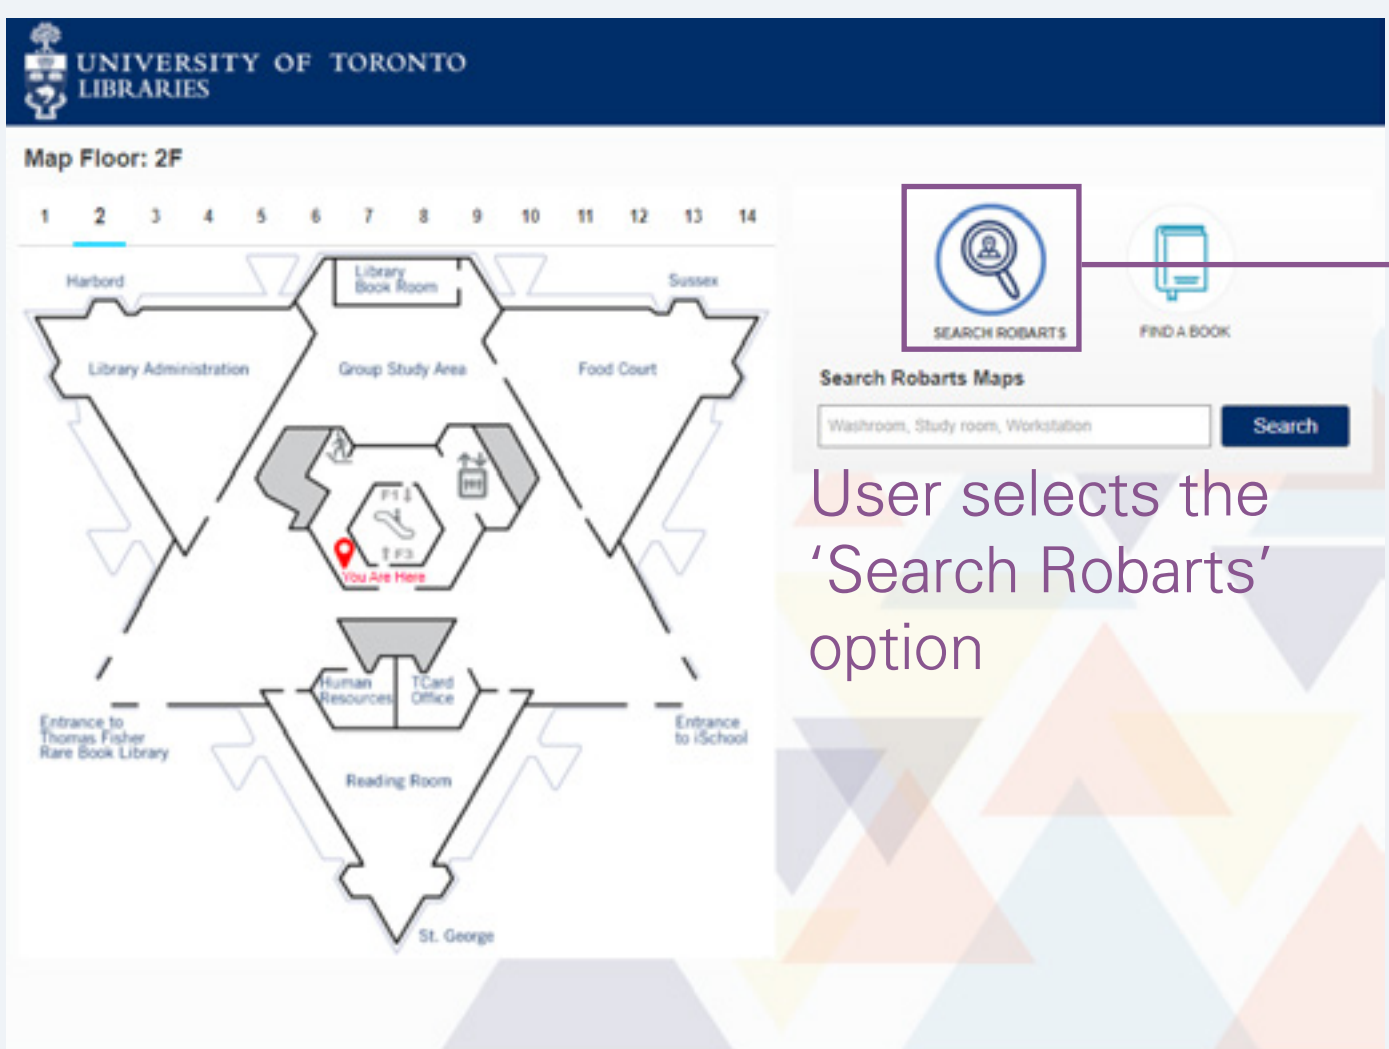 UNIVERSITY OF TORONTO
LIBRARIES
Map Floor: 2F
1 2 3 4 5 6 7 8 9 10 11 12 13 14
Harbord
Library
Book Room
Sussex
Library Administration
Group Study Area
Food Court
F1
F3
You Are Here
Human
Resources
TCard
Office
Entrance to
Thomas Fisher
Rare Book Library
Entrance
to iSchool
Reading Room
St. George
SEARCH ROBARTS
FIND A BOOK
Search Robarts Maps
Washroom, Study room, Workstation
Search
User selects the
‘Search Robarts’
option